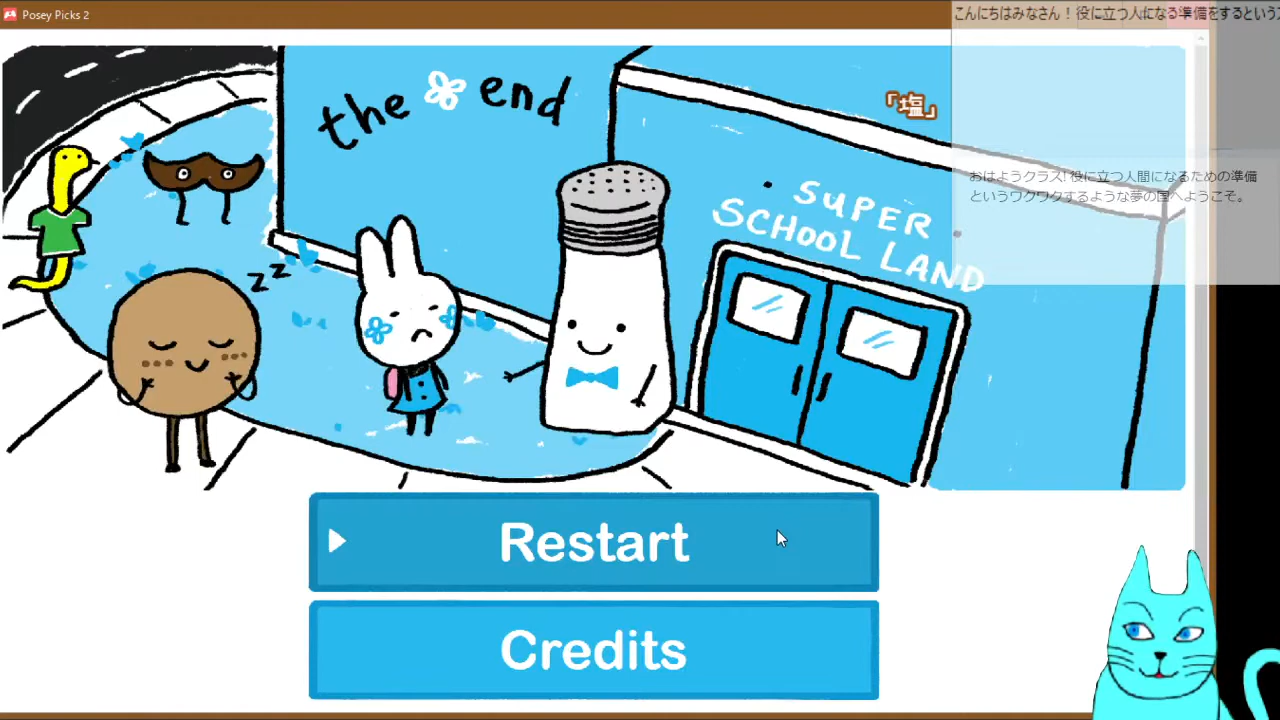 Posey Picks 2
こんにちはみなさん！役に立つ人になる準備をするという
the end
「塩」
おはようクラス!役に立つ人間になるための準備
というワクワクするような夢の国へようこそ。
SUPER
SCHOOL LAND
z z z
Restart
Credits